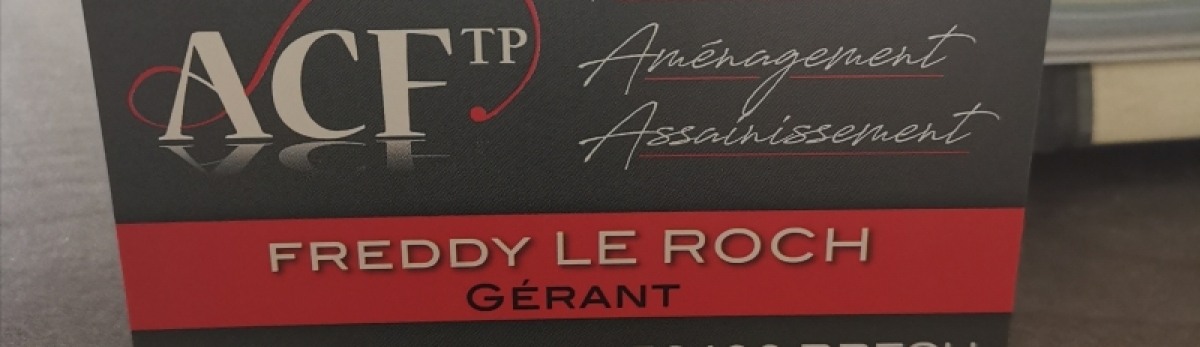 ACF TP
Aménagement
Assainissement
FREDDY LE ROCH
GÉRANT